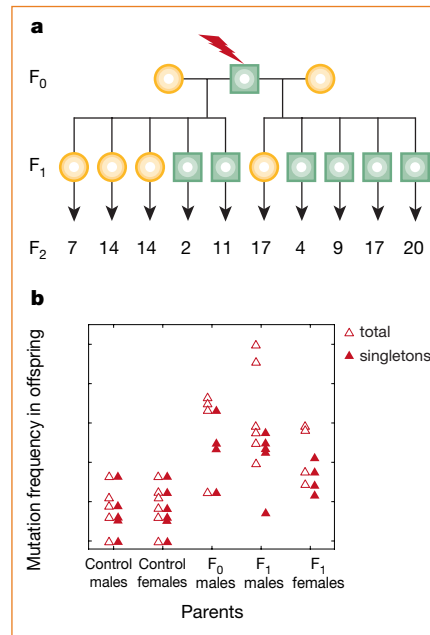 a
F0
F1
F2 7 14 14 2 11 17 4 9 17 20
b
total
singletons
Mutation frequency in offspring
Control males
Control females
F0 males
F1 males
F1 females
Parents